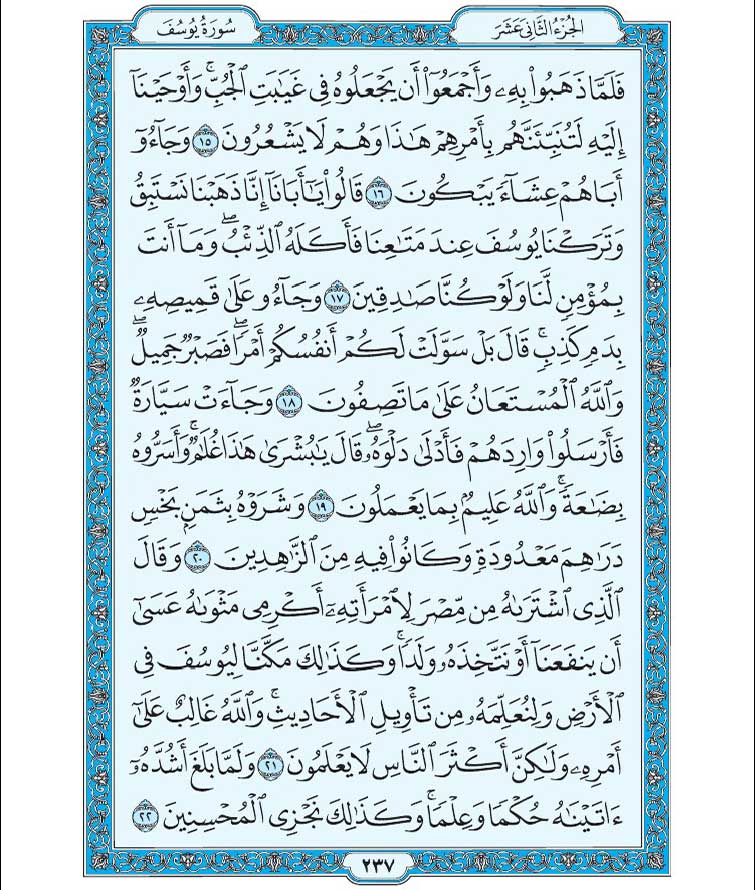 الجزء الثاني عشر
سورة يوسف
فَلَمَّا ذَهَبُوا۟ بِهِۦ وَأَجْمَعُوٓا۟ أَن يَجْعَلُوهُ فِى غَيَٰبَتِ ٱلْجُبِّ ۚ وَأَوْحَيْنَآ
إِلَيْهِ لَتُنَبِّئَنَّهُم بِأَمْرِهِمْ هَٰذَا وَهُمْ لَا يَشْعُرُونَ ١٥ وَجَآءُوٓ
أَبَاهُمْ عِشَآءً يَبْكُونَ ١٦ قَالُوا۟ يَٰٓأَبَانَآ إِنَّا ذَهَبْنَا نَسْتَبِقُ
وَتَرَكْنَا يُوسُفَ عِندَ مَتَٰعِنَا فَأَكَلَهُ ٱلذِّئْبُ ۖ وَمَآ أَنتَ
بِمُؤْمِنٍ لَّنَا وَلَوْ كُنَّا صَٰدِقِينَ ١٧ وَجَآءُو عَلَىٰ قَمِيصِهِۦ
بِدَمٍ كَذِبٍ ۚ قَالَ بَلْ سَوَّلَتْ لَكُمْ أَنفُسُكُمْ أَمْرًا ۖ فَصَبْرٌ جَمِيلٌ ۖ
وَٱللَّهُ ٱلْمُسْتَعَانُ عَلَىٰ مَا تَصِفُونَ ١٨ وَجَآءَتْ سَيَّارَةٌ
فَأَرْسَلُوا۟ وَارِدَهُمْ فَأَدْلَىٰ دَلْوَهُۥ ۖ قَالَ يَٰبُشْرَىٰ هَٰذَا غُلَٰمٌ ۚ وَأَسَرُّوهُ
بِضَٰعَةً ۚ وَٱللَّهُ عَلِيمٌۢ بِمَا يَعْمَلُونَ ١٩ وَشَرَوْهُ بِثَمَنٍۭ بَخْسٍ
دَرَٰهِمَ مَعْدُودَةٍ وَكَانُوا۟ فِيهِ مِنَ ٱلزَّٰهِدِينَ ٢٠ وَقَالَ
ٱلَّذِى ٱشْتَرَىٰهُ مِن مِّصْرَ لِٱمْرَأَتِهِۦٓ أَكْرِمِى مَثْوَىٰهُ عَسَىٰٓ
أَن يَنفَعَنَآ أَوْ نَتَّخِذَهُۥ وَلَدًا ۚ وَكَذَٰلِكَ مَكَّنَّا لِيُوسُفَ فِى
ٱلْأَرْضِ وَلِنُعَلِّمَهُۥ مِن تَأْوِيلِ ٱلْأَحَادِيثِ ۚ وَٱللَّهُ غَالِبٌ عَلَىٰٓ
أَمْرِهِۦ وَلَٰكِنَّ أَكْثَرَ ٱلنَّاسِ لَا يَعْلَمُونَ ٢١ وَلَمَّا بَلَغَ أَشُدَّهُۥٓ
ءَاتَيْنَٰهُ حُكْمًا وَعِلْمًا ۚ وَكَذَٰلِكَ نَجْزِى ٱلْمُحْسِنِينَ ٢٢
٢٣٧